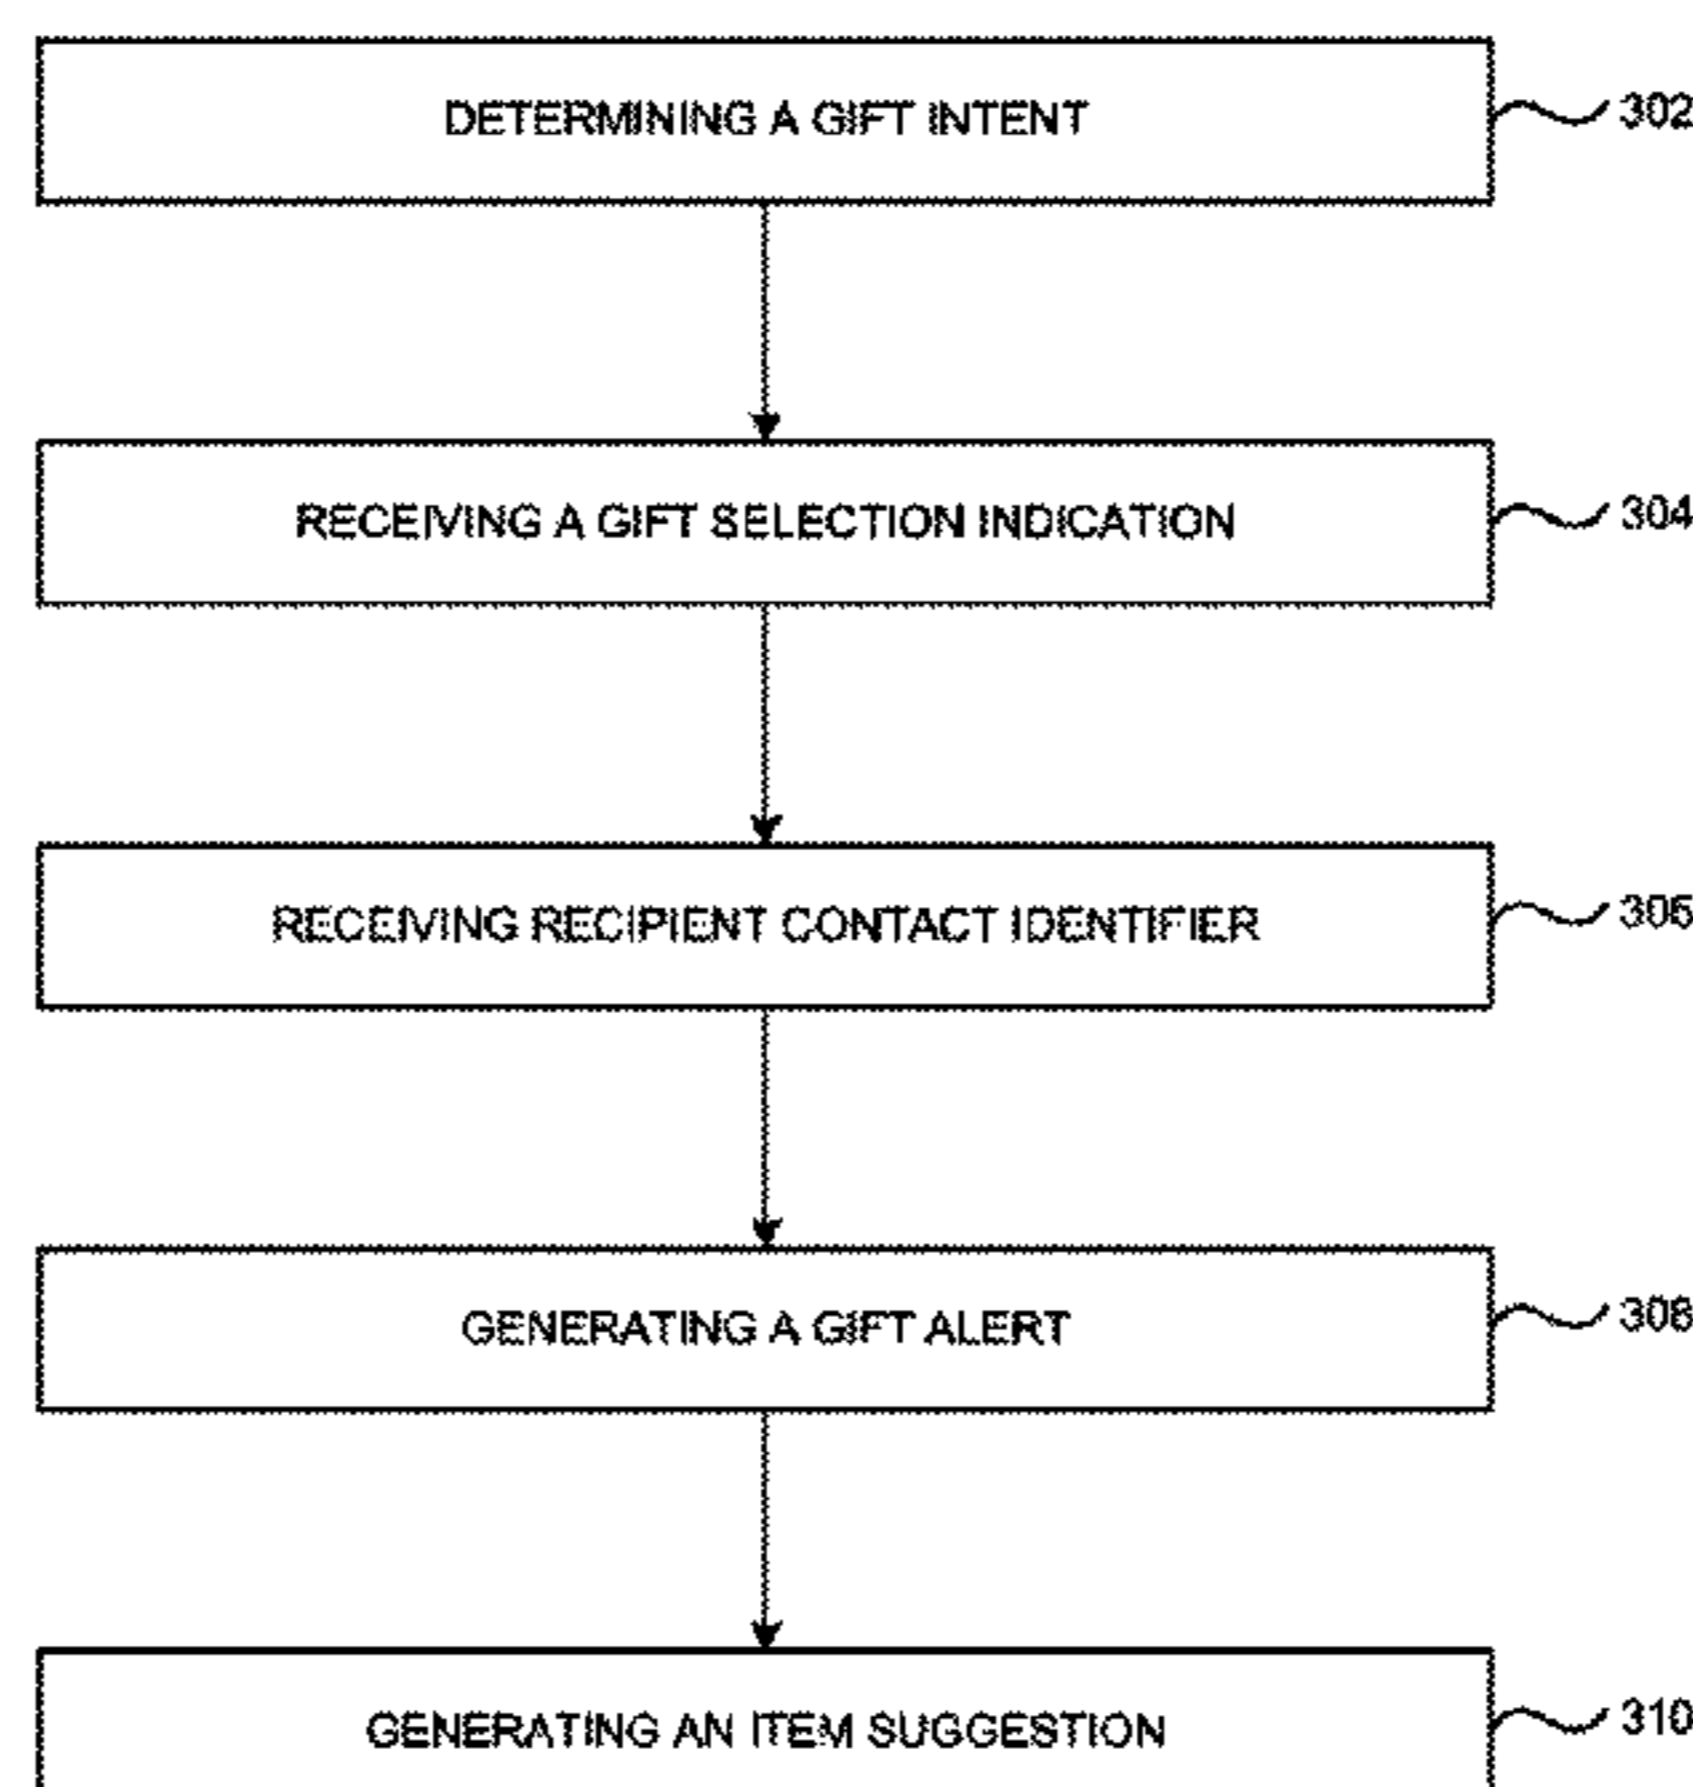 DETERMINING A GIFT INTENT
302
RECEIVING A GIFT SELECTION INDICATION
304
RECEIVING RECIPIENT CONTACT IDENTIFIER
306
GENERATING A GIFT ALERT
308
GENERATING AN ITEM SUGGESTION
310